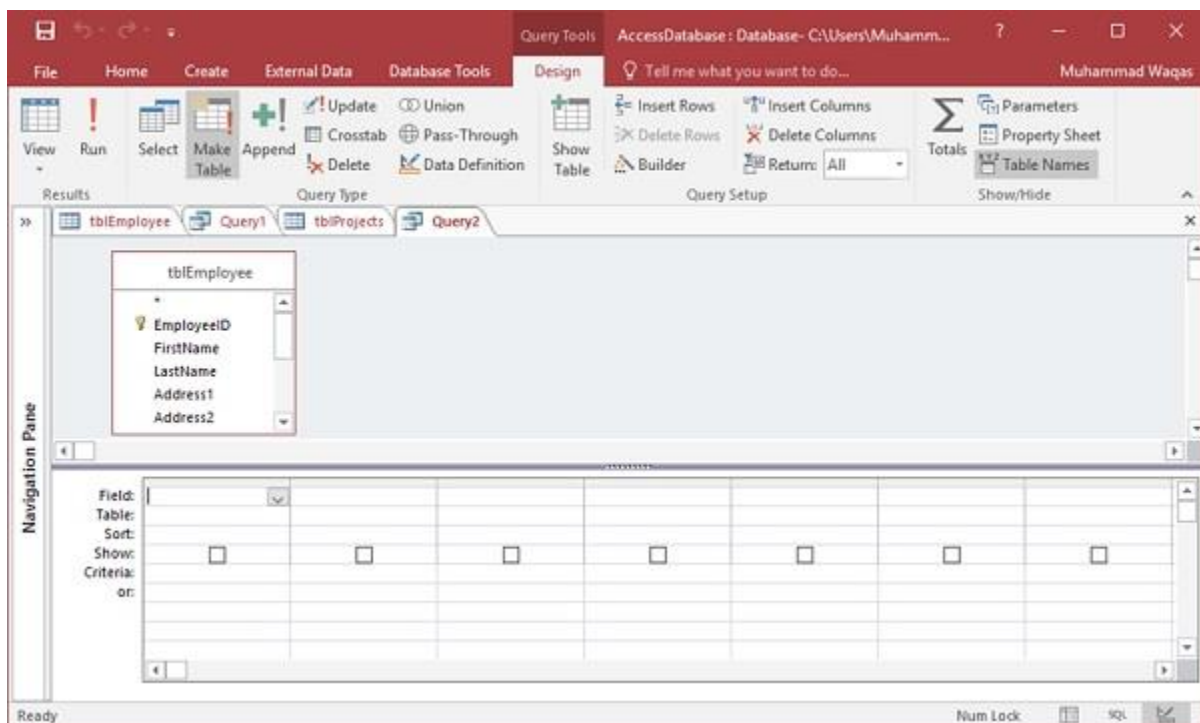 Query Tools AccessDatabase : Database- C:\Users\Muhamm... ?
File Home Create External Data Database Tools Design Tell me what you want to do... Muhammad Waqas
View Run Select Make Table Append Update Crosstab Delete Union Pass-Through Data Definition Show Table Insert Rows Delete Rows Builder Insert Columns Delete Columns Return: All Totals Parameters Property Sheet Table Names
Results Query Type Query Setup Show/Hide
» tblEmployee Query1 tblProjects Query2
Navigation Pane
tblEmployee
*
EmployeeID
FirstName
LastName
Address1
Address2
Field:
Table:
Sort:
Show:
Criteria:
or:
Ready Num Lock SQL